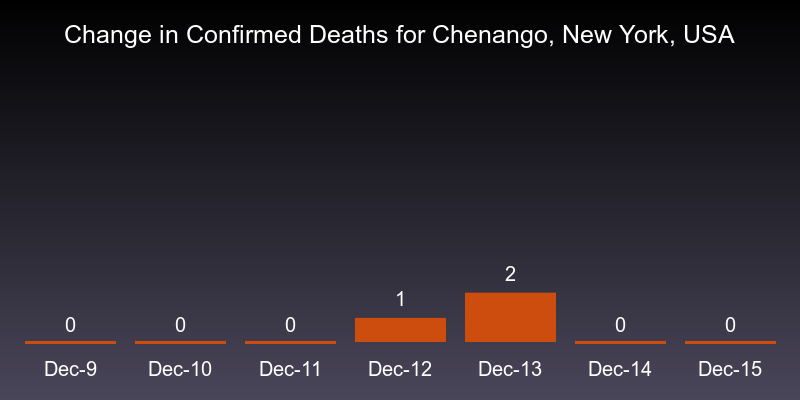 Change in Confirmed Deaths for Chenango, New York, USA
0 0 0 1 2 0 0
Dec-9 Dec-10 Dec-11 Dec-12 Dec-13 Dec-14 Dec-15